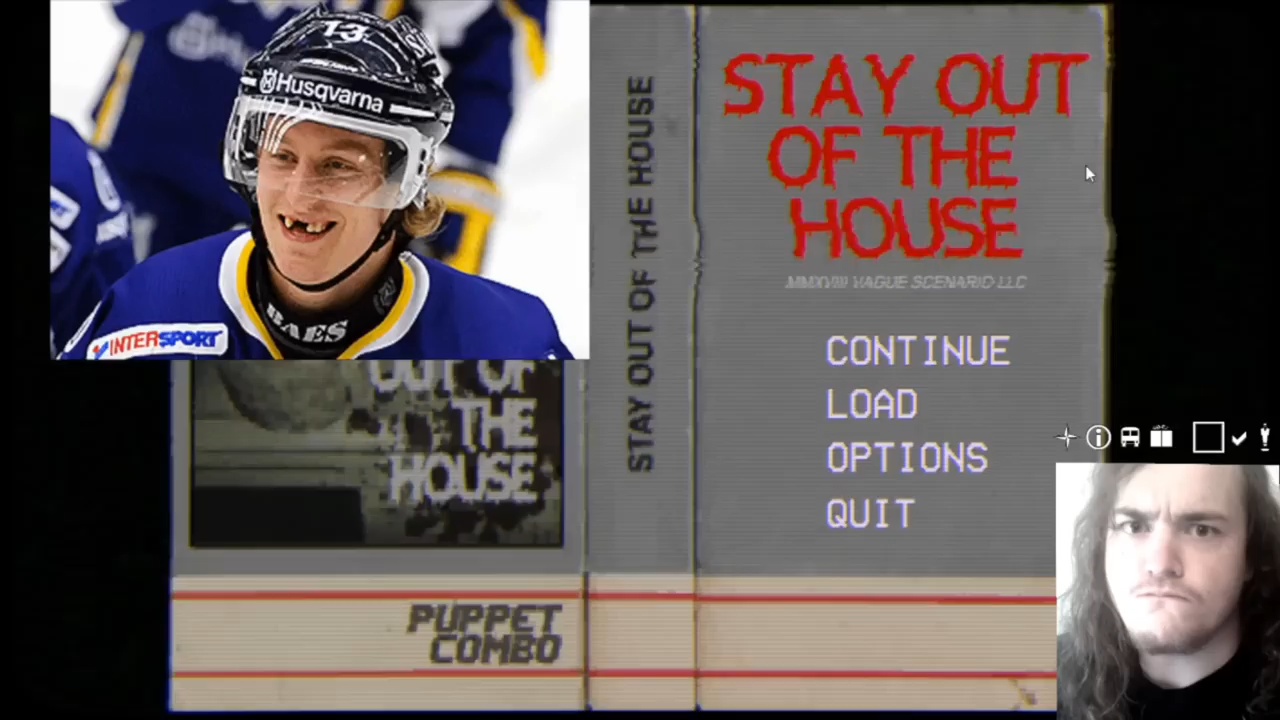 13
Husqvarna
BAES
INTERSPORT
OUT OF
THE
HOUSE
PUPPET
COMBO
STAY OUT OF THE HOUSE
STAY OUT
OF THE
HOUSE
MMXVIII VAGUE SCENARIO LLC
CONTINUE
LOAD
OPTIONS
QUIT